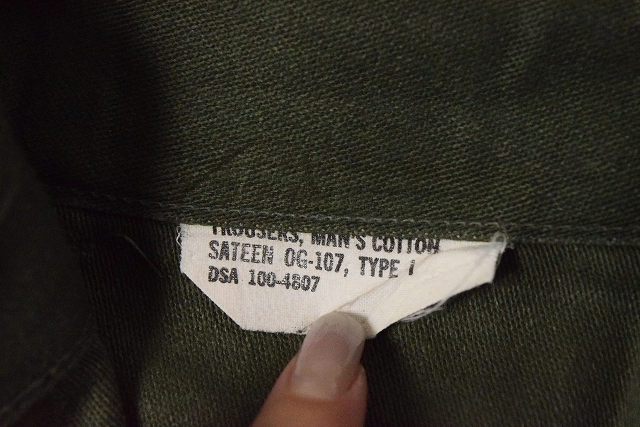 TROUSERS, MAN'S COTTON
SATEEN OG-107, TYPE I
DSA 100-4807